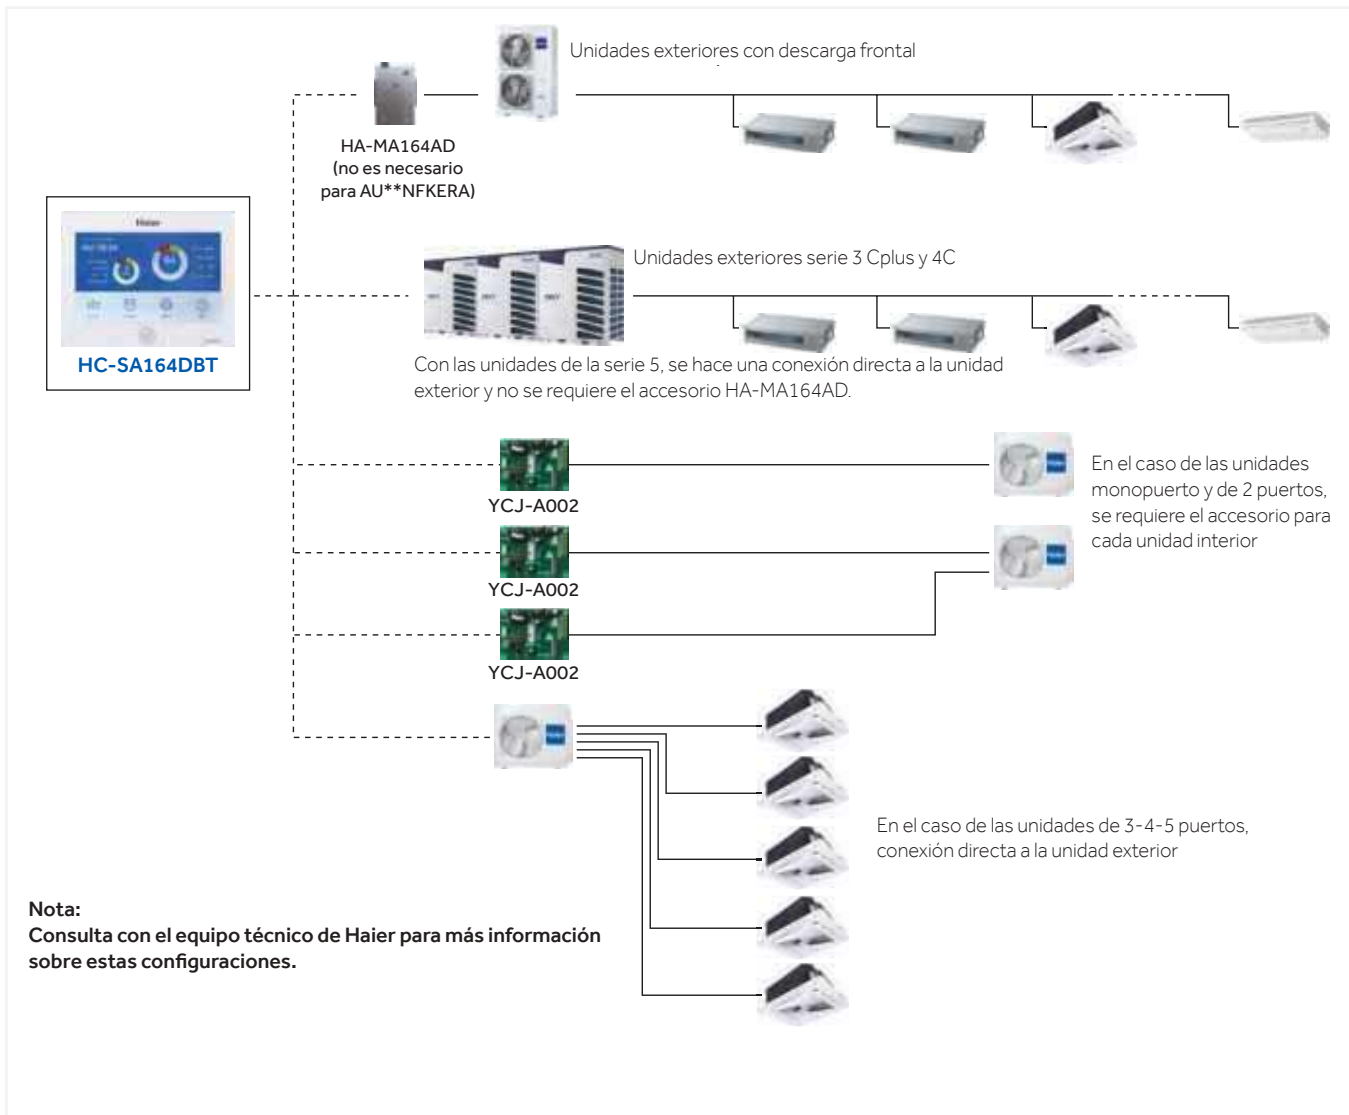 Unidades exteriores con descarga frontal
HA-MA164AD
(no es necesario
para AU**NFKERA)
Haier
HC-SA164DBT
Unidades exteriores serie 3 Cplus y 4C
Con las unidades de la serie 5, se hace una conexión directa a la unidad
exterior y no se requiere el accesorio HA-MA164AD.
YCJ-A002
En el caso de las unidades
monopuerto y de 2 puertos,
se requiere el accesorio para
cada unidad interior
YCJ-A002
YCJ-A002
En el caso de las unidades de 3-4-5 puertos,
conexión directa a la unidad exterior
Nota:
Consulta con el equipo técnico de Haier para más información
sobre estas configuraciones.